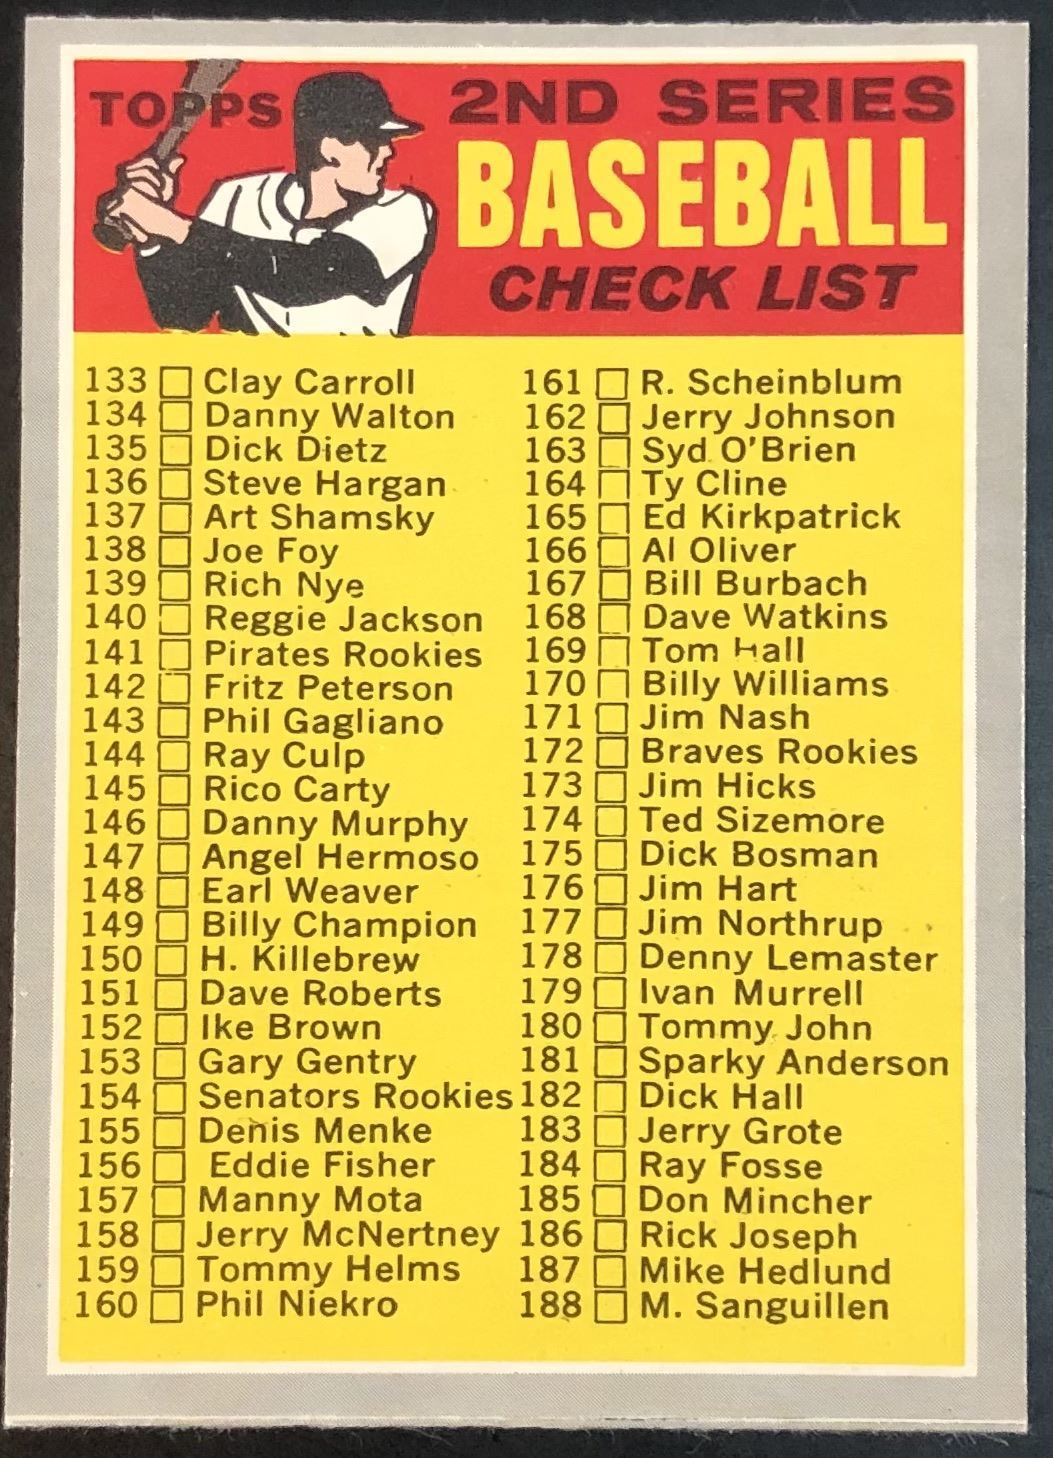 TOPPS
2ND SERIES
BASEBALL
CHECK LIST
133 Clay Carroll
134 Danny Walton
135 Dick Dietz
136 Steve Hargan
137 Art Shamsky
138 Joe Foy
139 Rich Nye
140 Reggie Jackson
141 Pirates Rookies
142 Fritz Peterson
143 Phil Gagliano
144 Ray Culp
145 Rico Carty
146 Danny Murphy
147 Angel Hermoso
148 Earl Weaver
149 Billy Champion
150 H. Killebrew
151 Dave Roberts
152 Ike Brown
153 Gary Gentry
154 Senators Rookies
155 Denis Menke
156 Eddie Fisher
157 Manny Mota
158 Jerry McNertney
159 Tommy Helms
160 Phil Niekro
161 R. Scheinblum
162 Jerry Johnson
163 Syd O'Brien
164 Ty Cline
165 Ed Kirkpatrick
166 Al Oliver
167 Bill Burbach
168 Dave Watkins
169 Tom Hall
170 Billy Williams
171 Jim Nash
172 Braves Rookies
173 Jim Hicks
174 Ted Sizemore
175 Dick Bosman
176 Jim Hart
177 Jim Northrup
178 Denny Lemaster
179 Ivan Murrell
180 Tommy John
181 Sparky Anderson
182 Dick Hall
183 Jerry Grote
184 Ray Fosse
185 Don Mincher
186 Rick Joseph
187 Mike Hedlund
188 M. Sanguillen